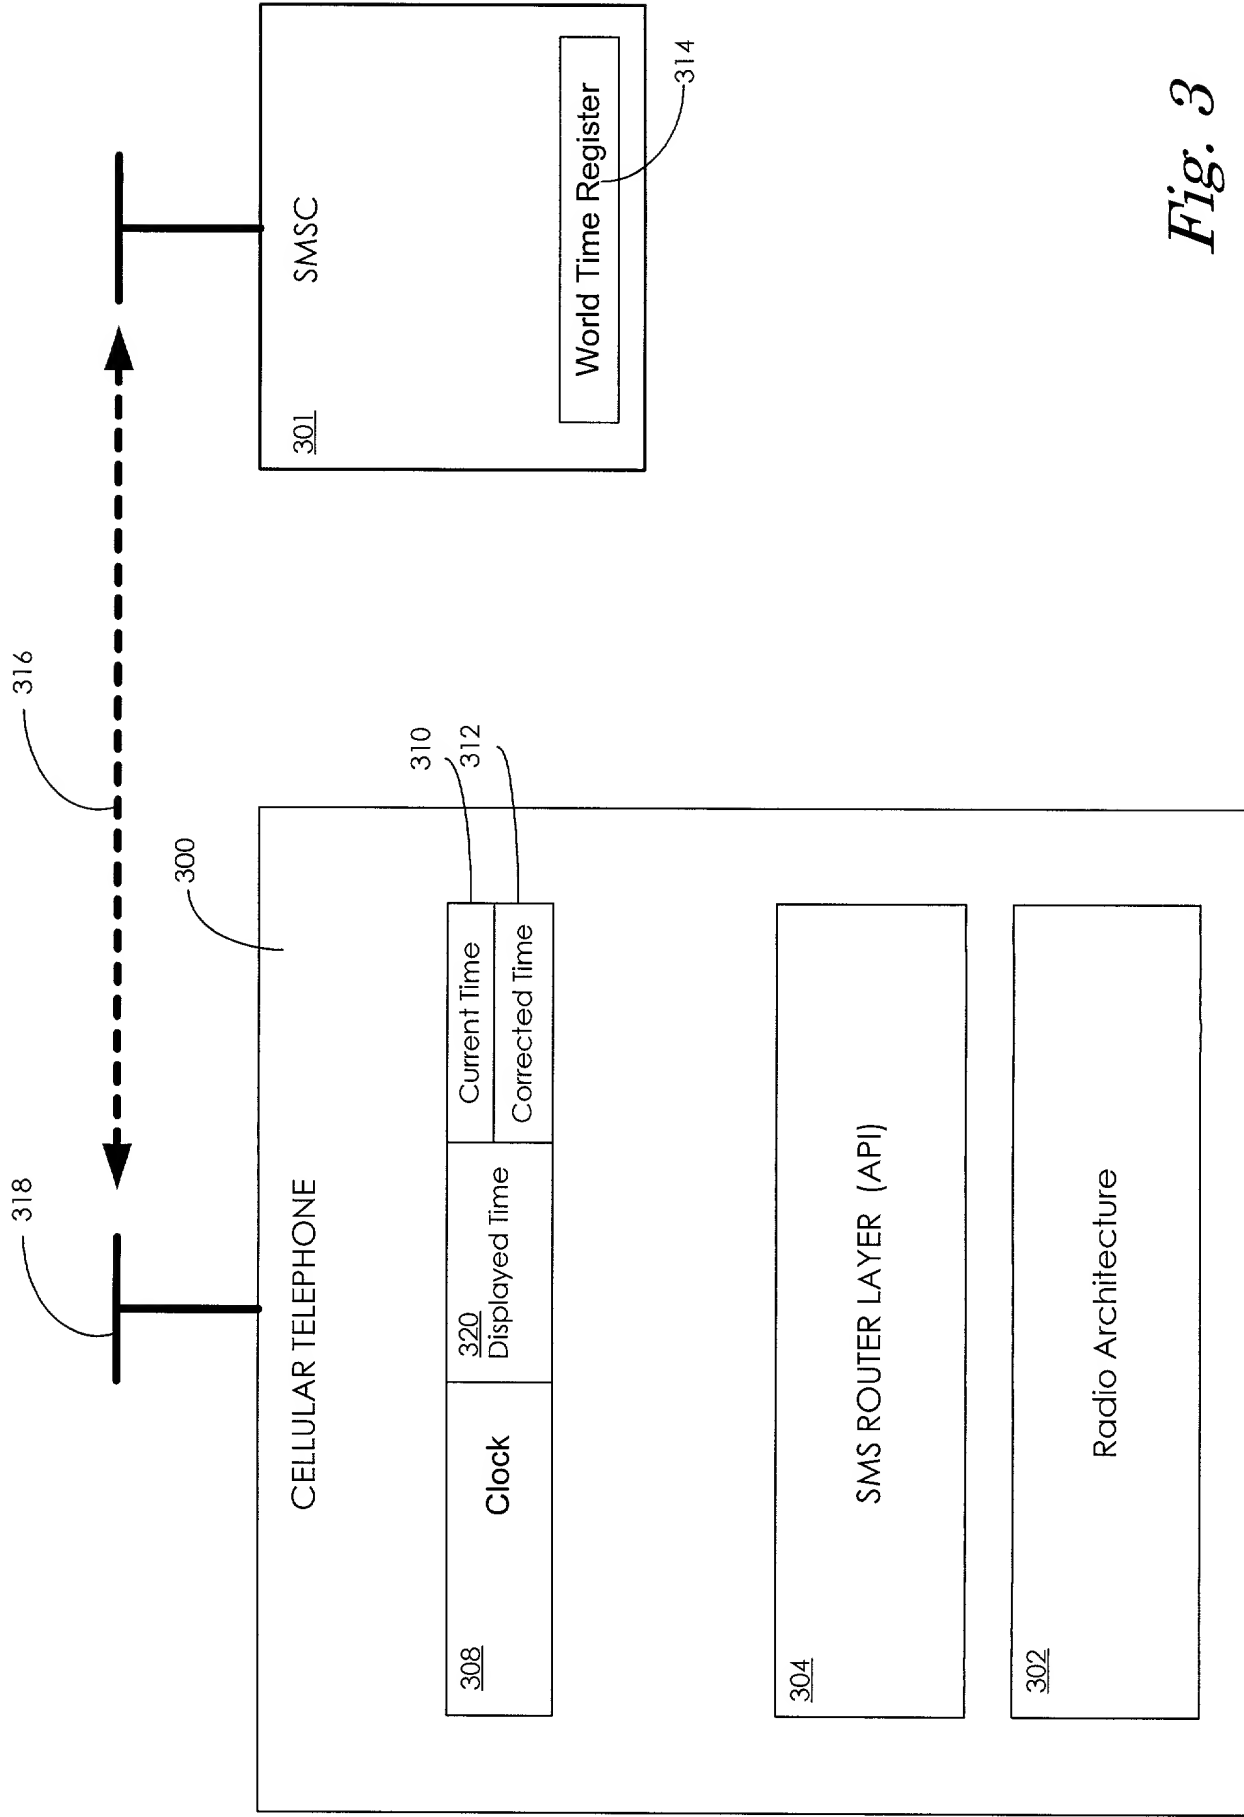 318
316
300
CELLULAR TELEPHONE
308
Clock
320
Displayed Time
Current Time
Corrected Time
310
312
304
SMS ROUTER LAYER (API)
302
Radio Architecture
301
SMSC
World Time Register
314
Fig. 3